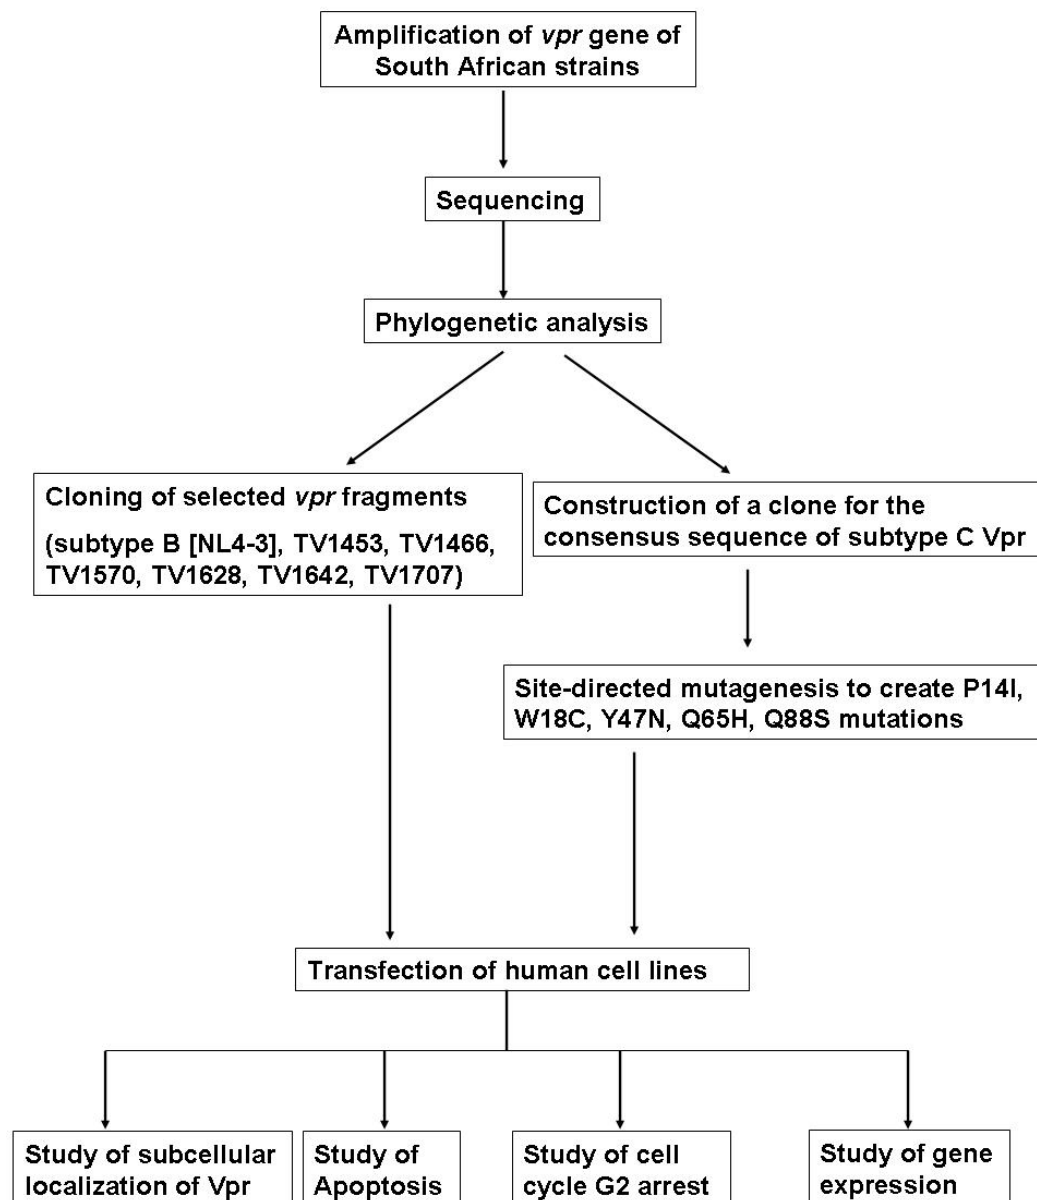 Amplification of vpr gene of
South African strains
Sequencing
Phylogenetic analysis
Cloning of selected vpr fragments
(subtype B [NL4-3], TV1453, TV1466,
TV1570, TV1628, TV1642, TV1707)
Construction of a clone for the
consensus sequence of subtype C Vpr
Site-directed mutagenesis to create P14I,
W18C, Y47N, Q65H, Q88S mutations
Transfection of human cell lines
Study of subcellular
localization of Vpr
Study of
Apoptosis
Study of cell
cycle G2 arrest
Study of gene
expression